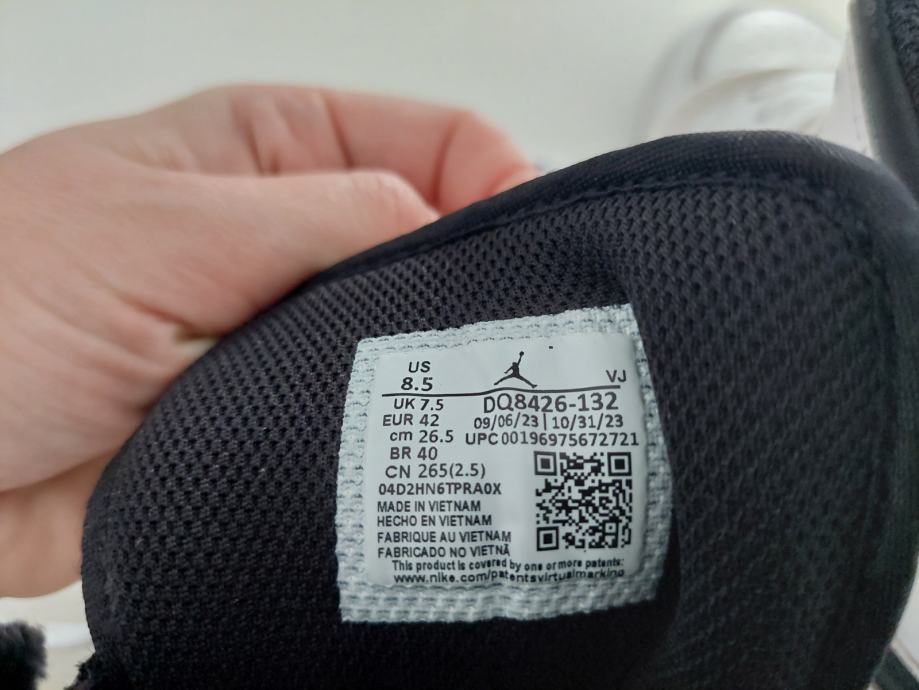 US
8.5
VJ
UK 7.5
DQ8426-132
EUR 42
09/06/23 | 10/31/23
cm 26.5
UPC 00196975672721
BR 40
CN 265(2.5)
04D2HN6TPRA0X
MADE IN VIETNAM
HECHO EN VIETNAM
FABRIQUE AU VIETNAM
FABRICADO NO VIETNÃ
This product is covered by one or more patents:
www.nike.com/patentsvirtualmarking